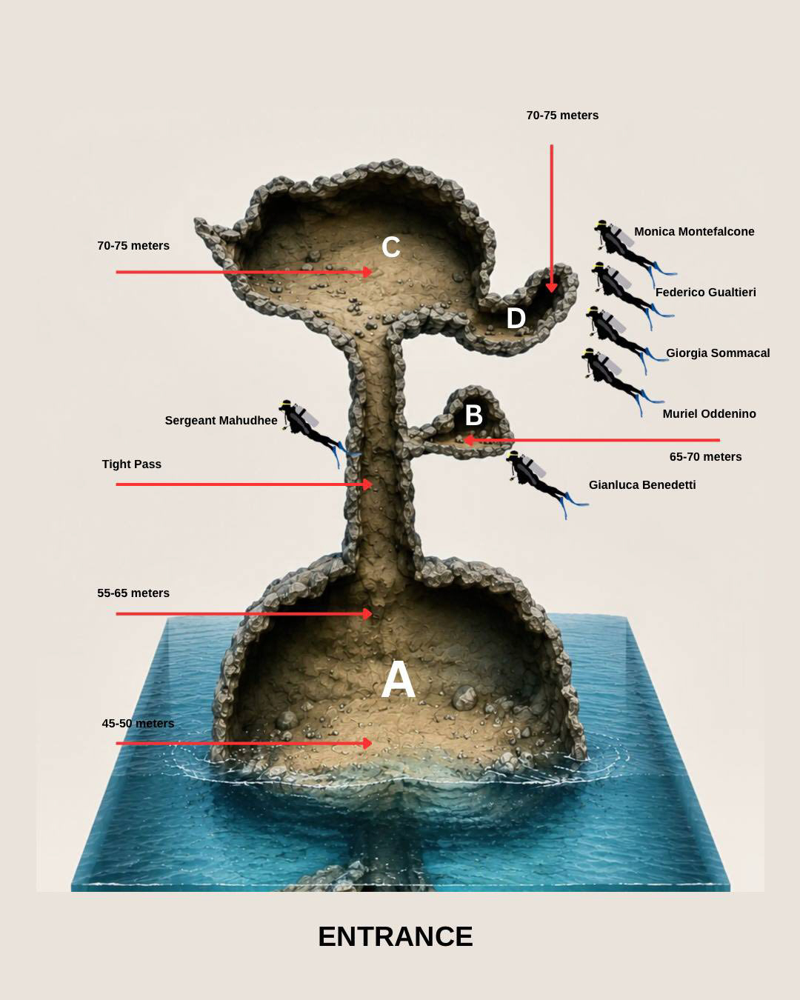 70-75 meters
Monica Montefalcone
C
70-75 meters
Federico Gualtieri
D
Giorgia Sommacal
B
Muriel Oddenino
Sergeant Mahudhee
65-70 meters
Tight Pass
Gianluca Benedetti
55-65 meters
A
45-50 meters
ENTRANCE